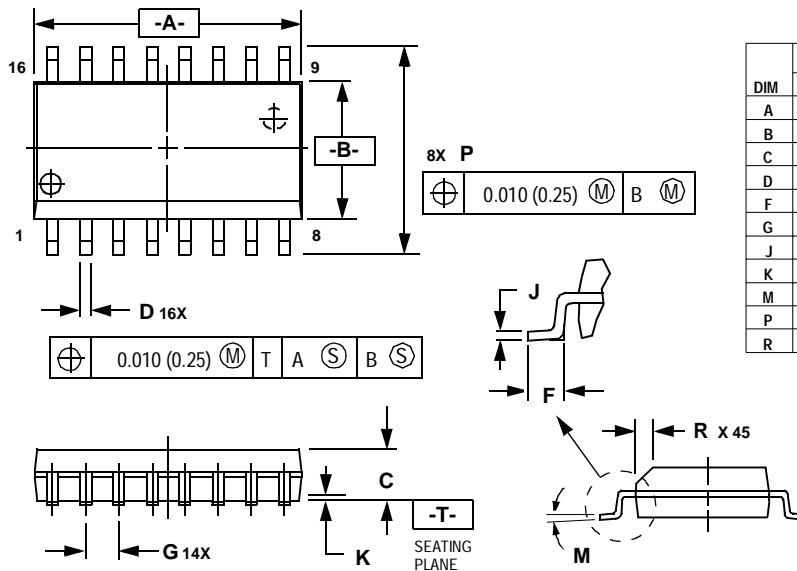 -A-
16
9
-B-
8X P
0.010 (0.25) Ⓜ B Ⓜ
1
8
D 16X
0.010 (0.25) Ⓜ T A Ⓢ B Ⓢ
J
F
R X 45
C
-T-
SEATING
PLANE
K
G 14X
M
DIM
A
B
C
D
F
G
J
K
M
P
R